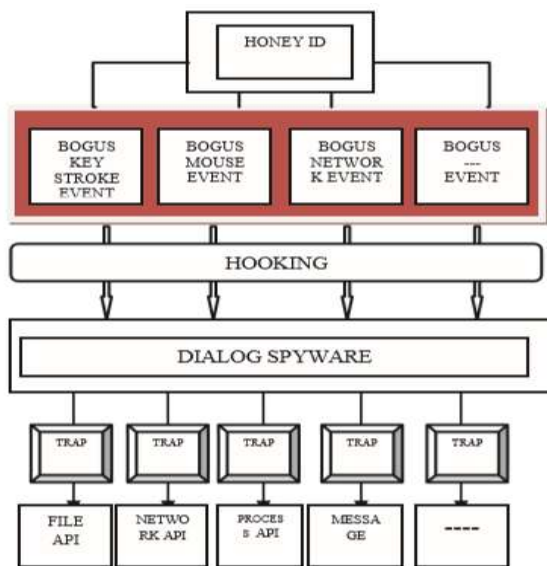 HONEY ID
BOGUS
KEY
STROKE
EVENT
BOGUS
MOUSE
EVENT
BOGUS
NETWOR
K EVENT
BOGUS
---
EVENT
HOOKING
DIALOG SPYWARE
TRAP
TRAP
TRAP
TRAP
TRAP
FILE
API
NETWO
RK API
PROCES
S API
MESSA
GE
----